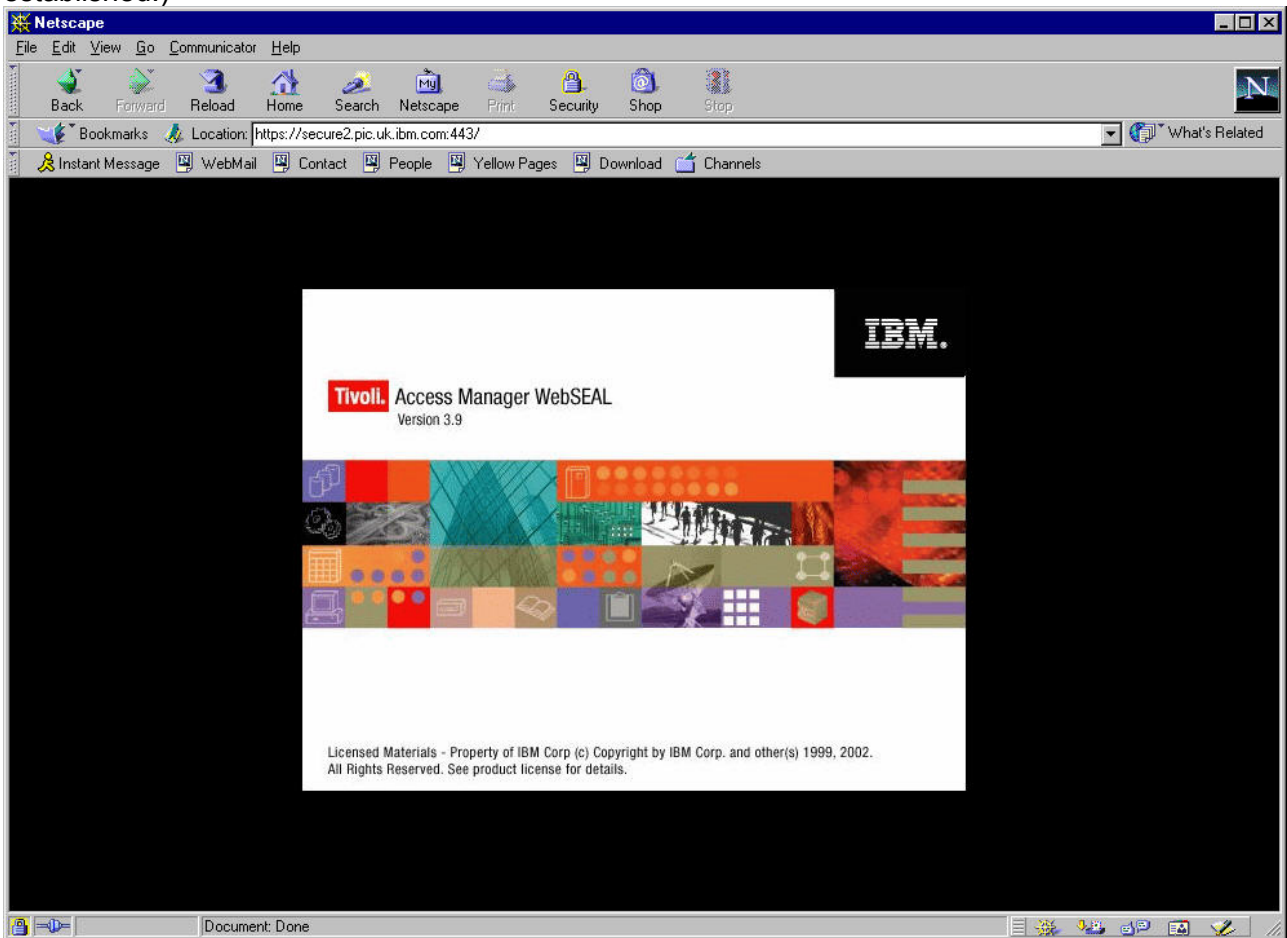 established.)
Netscape
File Edit View Go Communicator Help
Back Forward Reload Home Search Netscape Print Security Shop Stop
My
N
Bookmarks Location: https://secure2.pic.uk.ibm.com:443/ What's Related
Instant Message WebMail Contact People Yellow Pages Download Channels
IBM.
Tivoli. Access Manager WebSEAL
Version 3.9
Licensed Materials - Property of IBM Corp (c) Copyright by IBM Corp. and other(s) 1999, 2002.
All Rights Reserved. See product license for details.
Document: Done